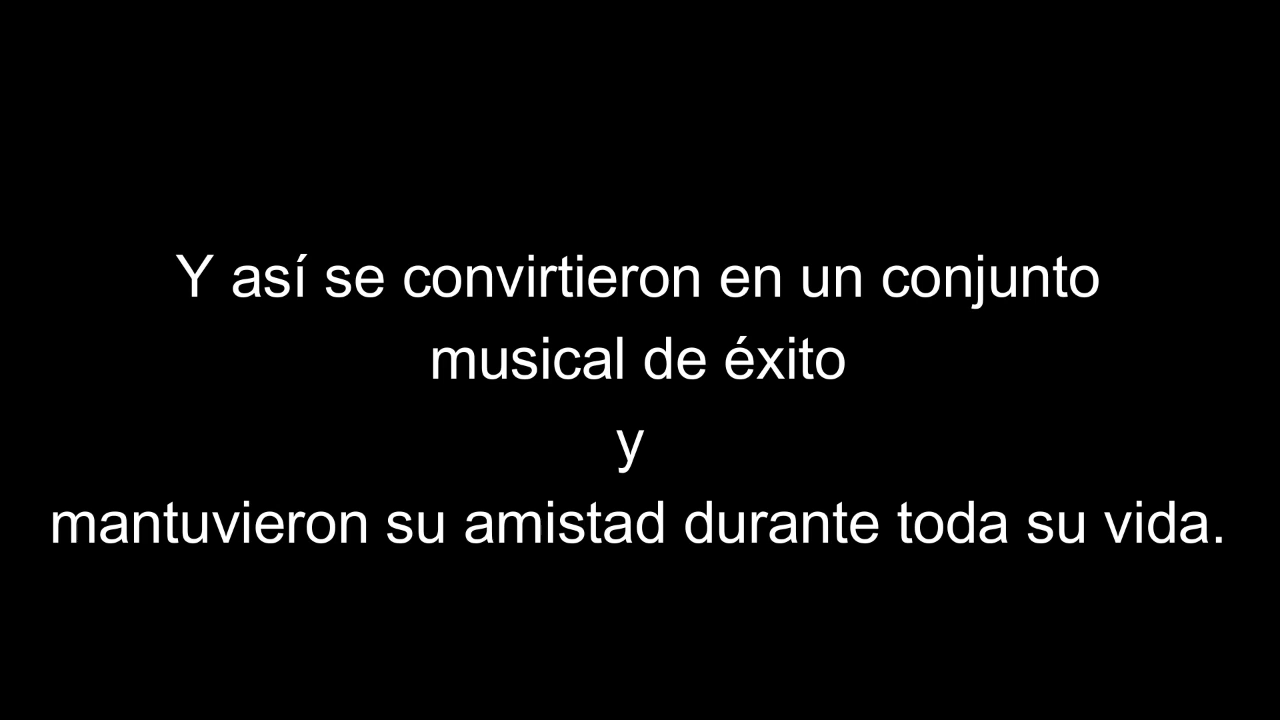 Y así se convirtieron en un conjunto
musical de éxito
y
mantuvieron su amistad durante toda su vida.